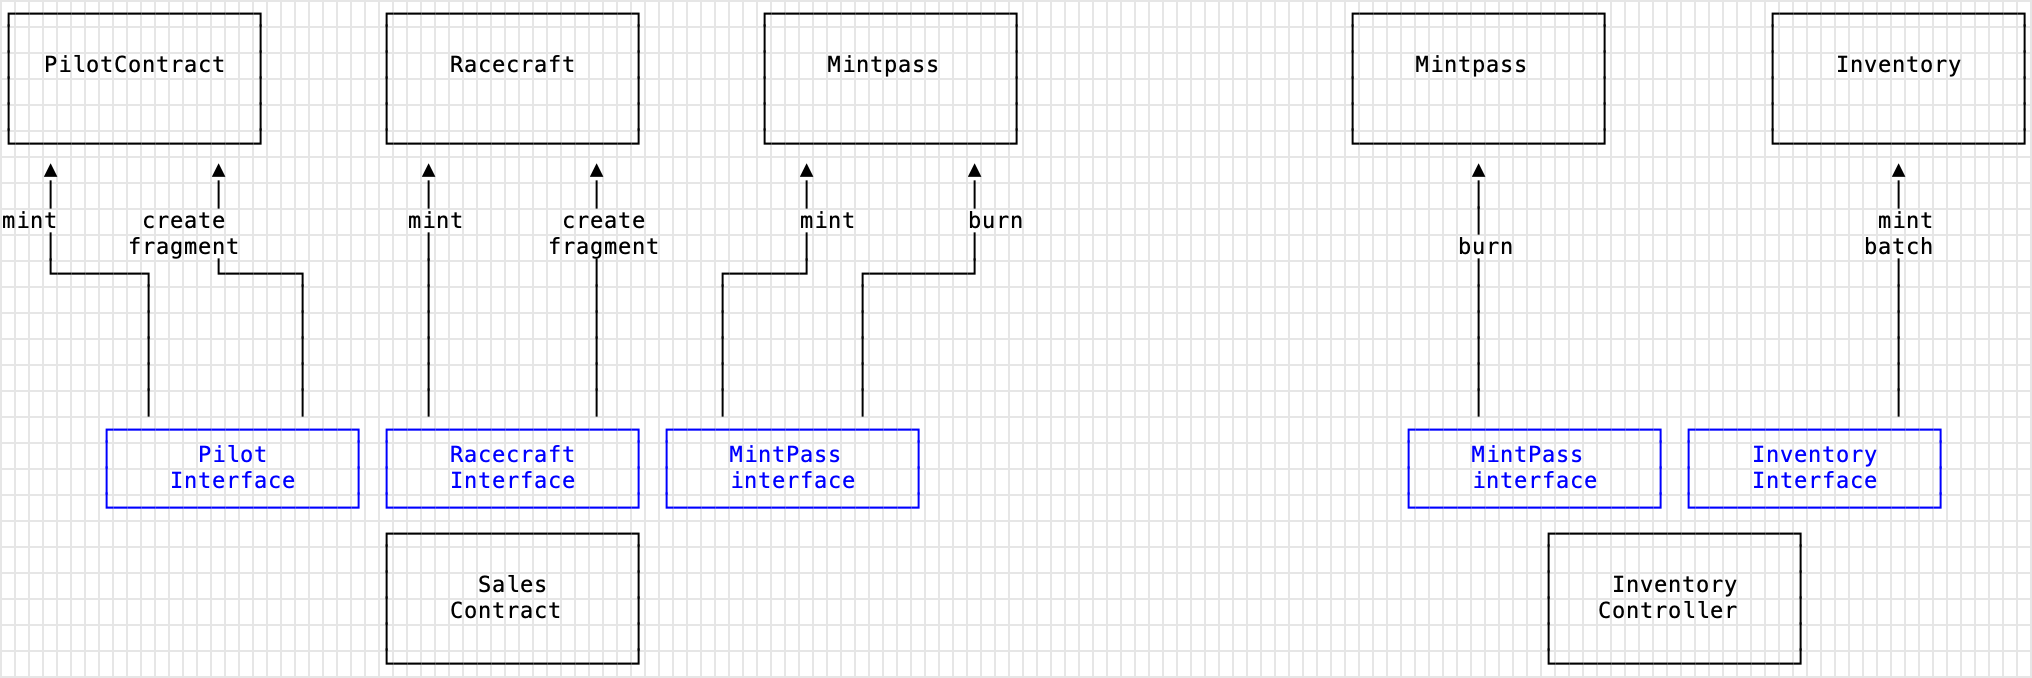 PilotContract
Racecraft
Mintpass
Mintpass
Inventory
mint
create
fragment
mint
create
fragment
mint
burn
burn
mint
batch
Pilot
Interface
Racecraft
Interface
MintPass
interface
MintPass
interface
Inventory
Interface
Sales
Contract
Inventory
Controller